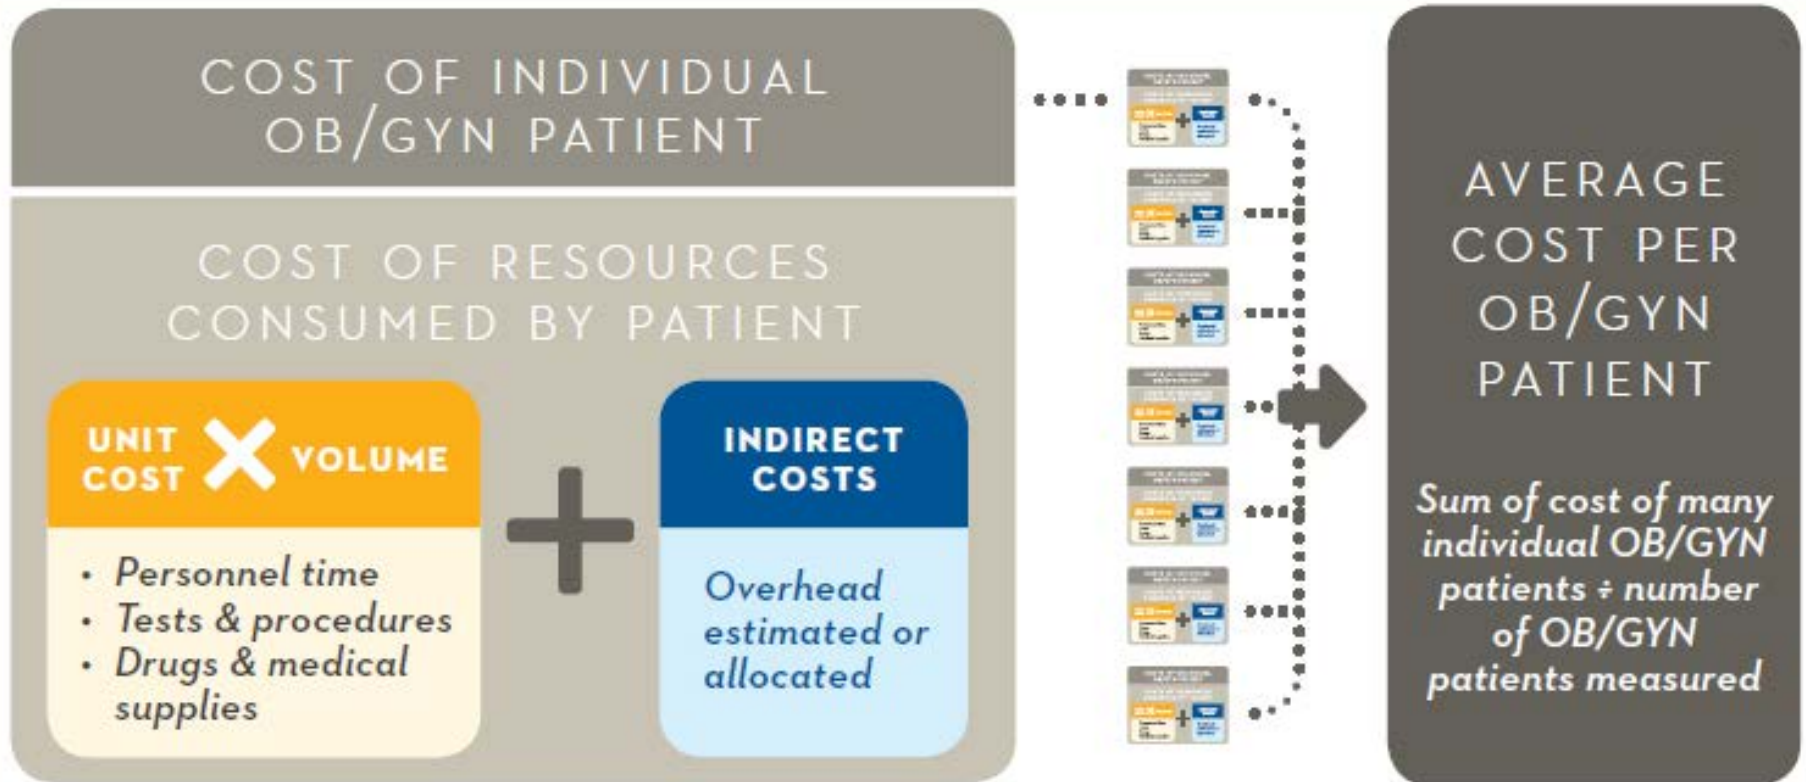 COST OF INDIVIDUAL
OB/GYN PATIENT
COST OF RESOURCES
CONSUMED BY PATIENT
UNIT
COST
VOLUME
• Personnel time
• Tests & procedures
• Drugs & medical
supplies
INDIRECT
COSTS
Overhead
estimated or
allocated
AVERAGE
COST PER
OB/GYN
PATIENT
Sum of cost of many
individual OB/GYN
patients ÷ number
of OB/GYN
patients measured